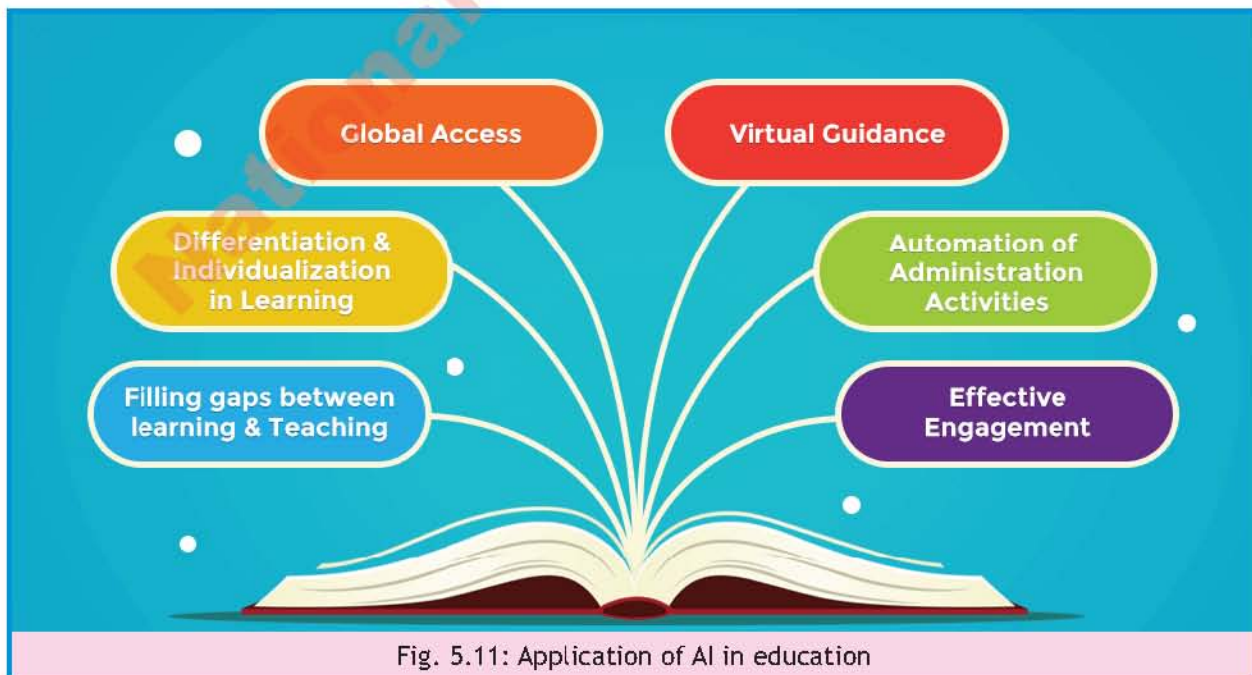 National
Global Access
Virtual Guidance
Differentiation &
Individualization
in Learning
Automation of
Administration
Activities
Filling gaps between
learning & Teaching
Effective
Engagement
Fig. 5.11: Application of AI in education